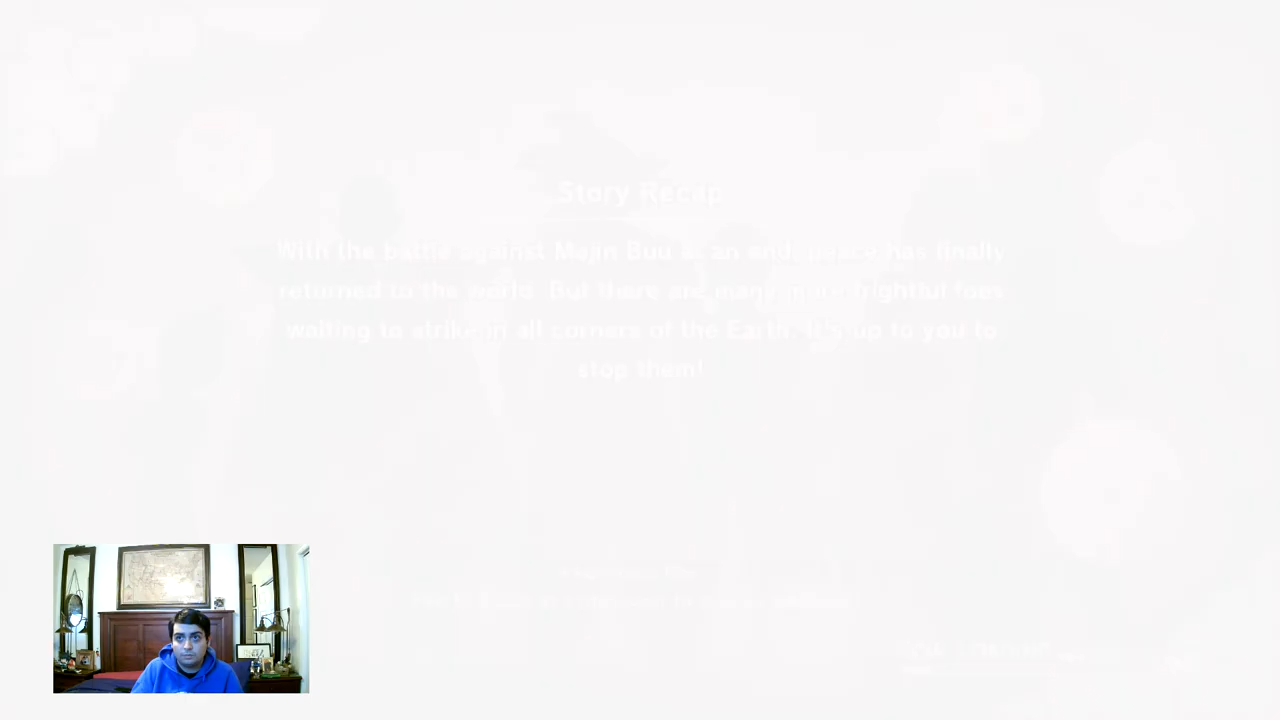 Story Recap
With the battle against Majin Buu at an end, peace has finally
returned to the world. But there are many more frightful foes
waiting to strike in all corners of the Earth. It's up to you to
stop them!